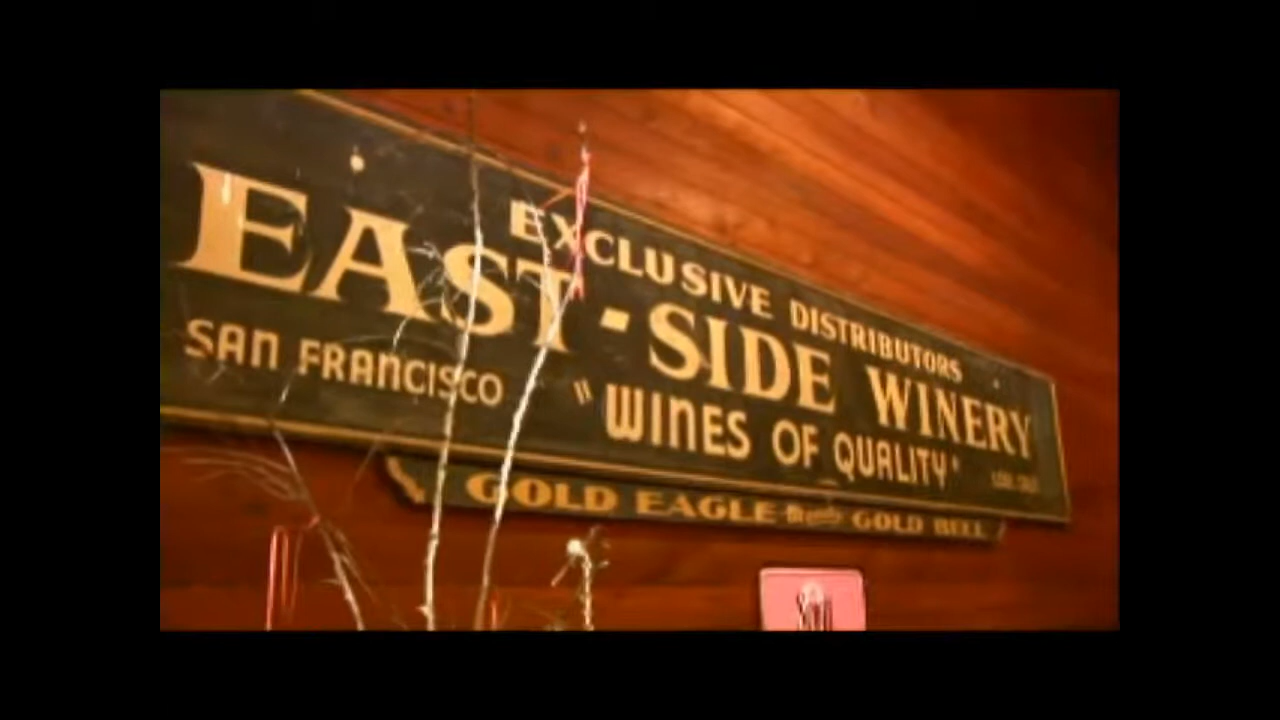 EXCLUSIVE DISTRIBUTORS
EAST-SIDE WINERY
SAN FRANCISCO "WINES OF QUALITY"
GOLD EAGLE GOLD BELL